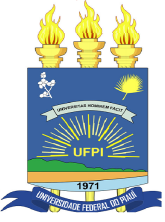 UNIVERSITAS HOMINEM FACIT
UFPI
1971
UNIVERSIDADE FEDERAL DO PIAUÍ